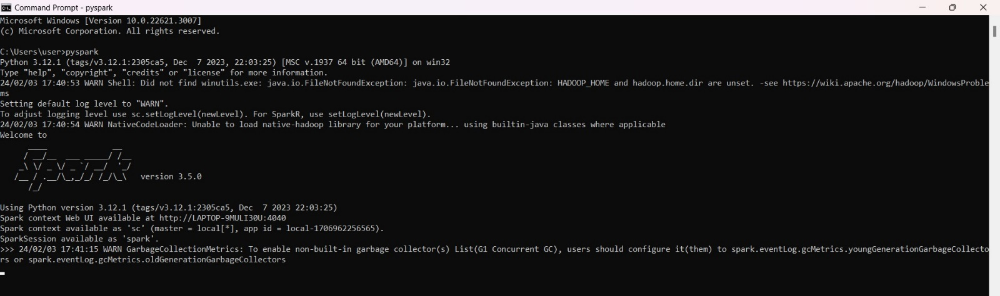 Command Prompt - pyspark
Microsoft Windows [Version 10.0.22621.3007]
(c) Microsoft Corporation. All rights reserved.
C:\Users\user>pyspark
Python 3.12.1 (tags/v3.12.1:2305ca5, Dec  7 2023, 22:03:25) [MSC v.1937 64 bit (AMD64)] on win32
Type "help", "copyright", "credits" or "license" for more information.
24/02/03 17:40:53 WARN Shell: Did not find winutils.exe: java.io.FileNotFoundException: java.io.FileNotFoundException: HADOOP_HOME and hadoop.home.dir are unset. -see https://wiki.apache.org/hadoop/WindowsProble
ms
Setting default log level to "WARN".
To adjust logging level use sc.setLogLevel(newLevel). For SparkR, use setLogLevel(newLevel).
24/02/03 17:40:54 WARN NativeCodeLoader: Unable to load native-hadoop library for your platform... using builtin-java classes where applicable
Welcome to
Spark version 3.5.0
Using Python version 3.12.1 (tags/v3.12.1:2305ca5, Dec  7 2023 22:03:25)
Spark context Web UI available at http://LAPTOP-9MULI30U:4040
Spark context available as 'sc' (master = local[*], app id = local-1706962256565).
SparkSession available as 'spark'.
>>> 24/02/03 17:41:15 WARN GarbageCollectionMetrics: To enable non-built-in garbage collector(s) List(G1 Concurrent GC), users should configure it(them) to spark.eventLog.gcMetrics.youngGenerationGarbageCollecto
rs or spark.eventLog.gcMetrics.oldGenerationGarbageCollectors